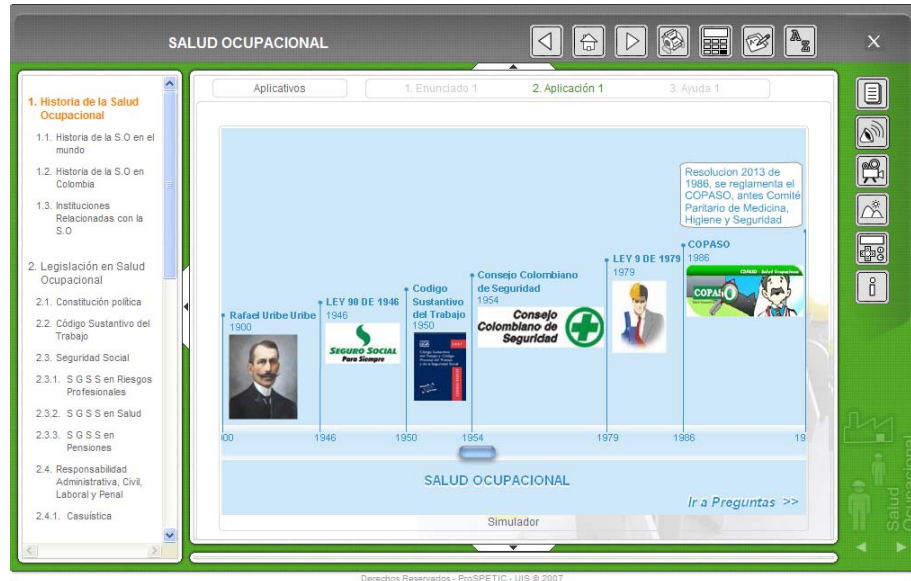 SALUD OCUPACIONAL
A
Z
X
1. Historia de la Salud
Ocupacional
1.1. Historia de la S.O en el
mundo
1.2. Historia de la S.O en
Colombia
1.3. Instituciones
Relacionadas con la
S.O
2. Legislación en Salud
Ocupacional
2.1. Constitución política
2.2. Código Sustantivo del
Trabajo
2.3. Seguridad Social
2.3.1. S G S S en Riesgos
Profesionales
2.3.2. S G S S en Salud
2.3.3. S G S S en
Pensiones
2.4. Responsabilidad
Administrativa, Civil,
Laboral y Penal
2.4.1. Casuística
Aplicativos
1. Enunciado 1
2. Aplicación 1
3. Ayuda 1
Rafael Uribe Uribe
1900
LEY 90 DE 1946
1946
SEGURO SOCIAL
Para Siempre
Codigo
Sustantivo
del Trabajo
1950
Consejo Colombiano
de Seguridad
1954
Consejo
Colombiano de
Seguridad
LEY 9 DE 1979
1979
Resolucion 2013 de
1986, se reglamenta el
COPASO, antes Comité
Paritario de Medicina,
Higiene y Seguridad
COPASO
1986
COPASO
00
1946
1950
1954
1979
1986
19
SALUD OCUPACIONAL
Ir a Preguntas >>
Simulador
Salud
Ocupacional
Derechos Reservados - ProSPETIC - UIS © 2007